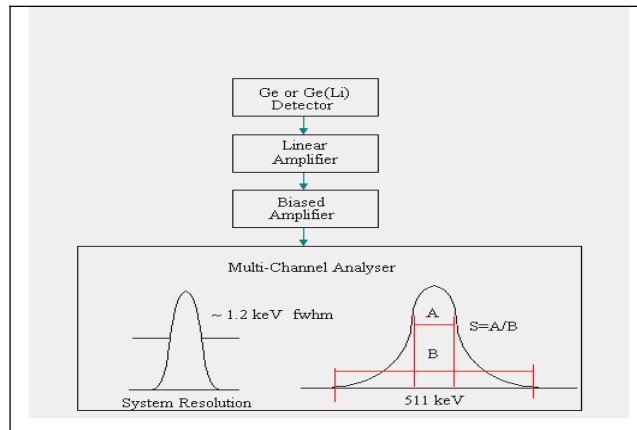 Ge or Ge(Li)
Detector
Linear
Amplifier
Biased
Amplifier
Multi-Channel Analyser
~ 1.2 keV fwhm
A
S=A/B
B
System Resolution
511 keV